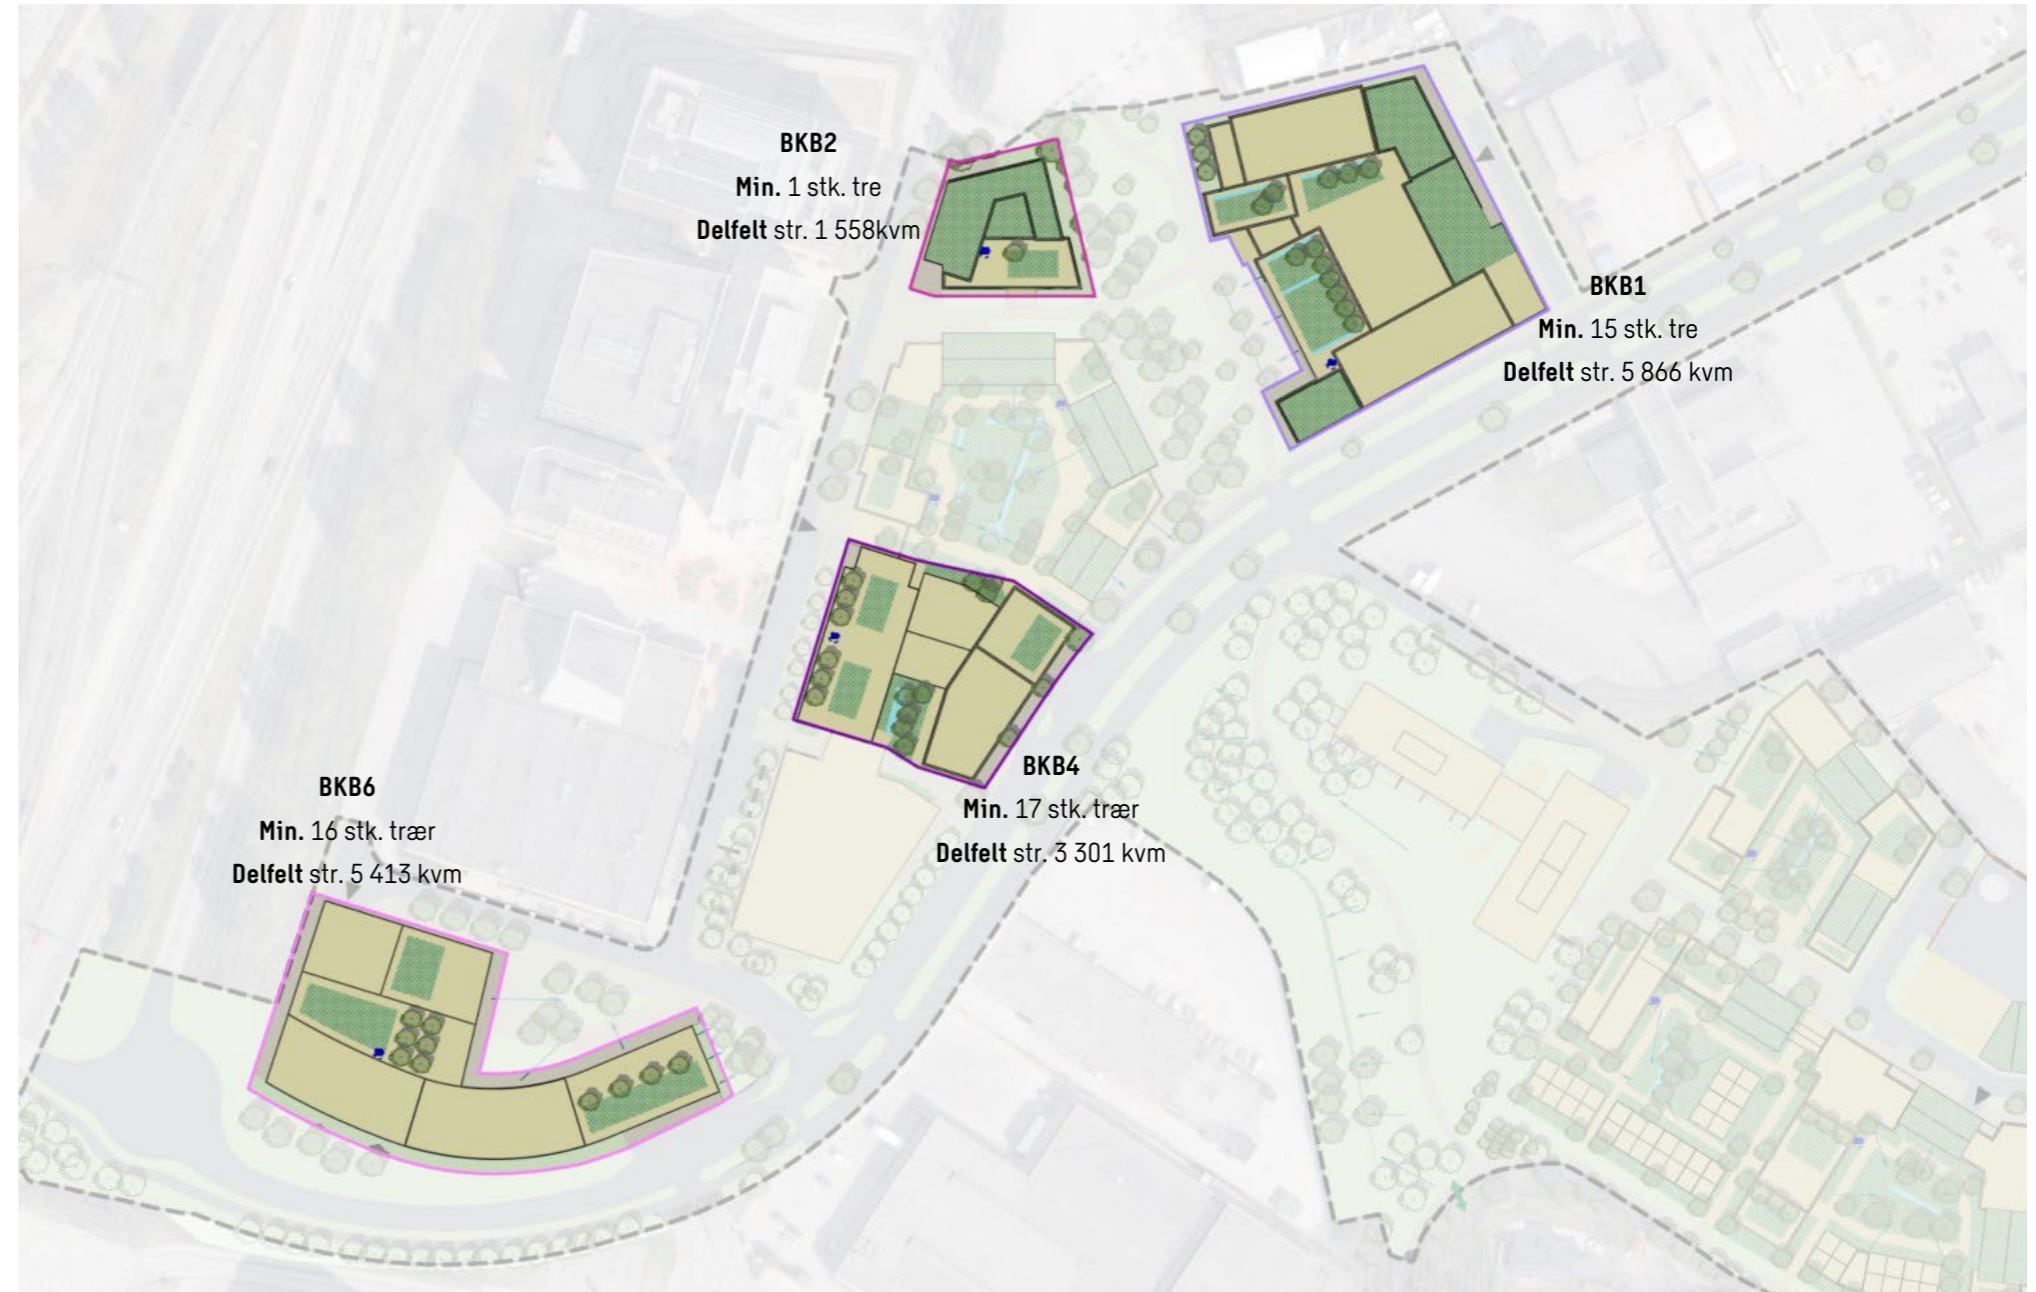 BKB2
Min. 1 stk. tre
Delfelt str. 1 558kvm
BKB1
Min. 15 stk. tre
Delfelt str. 5 866 kvm
BKB4
Min. 17 stk. trær
Delfelt str. 3 301 kvm
BKB6
Min. 16 stk. trær
Delfelt str. 5 413 kvm